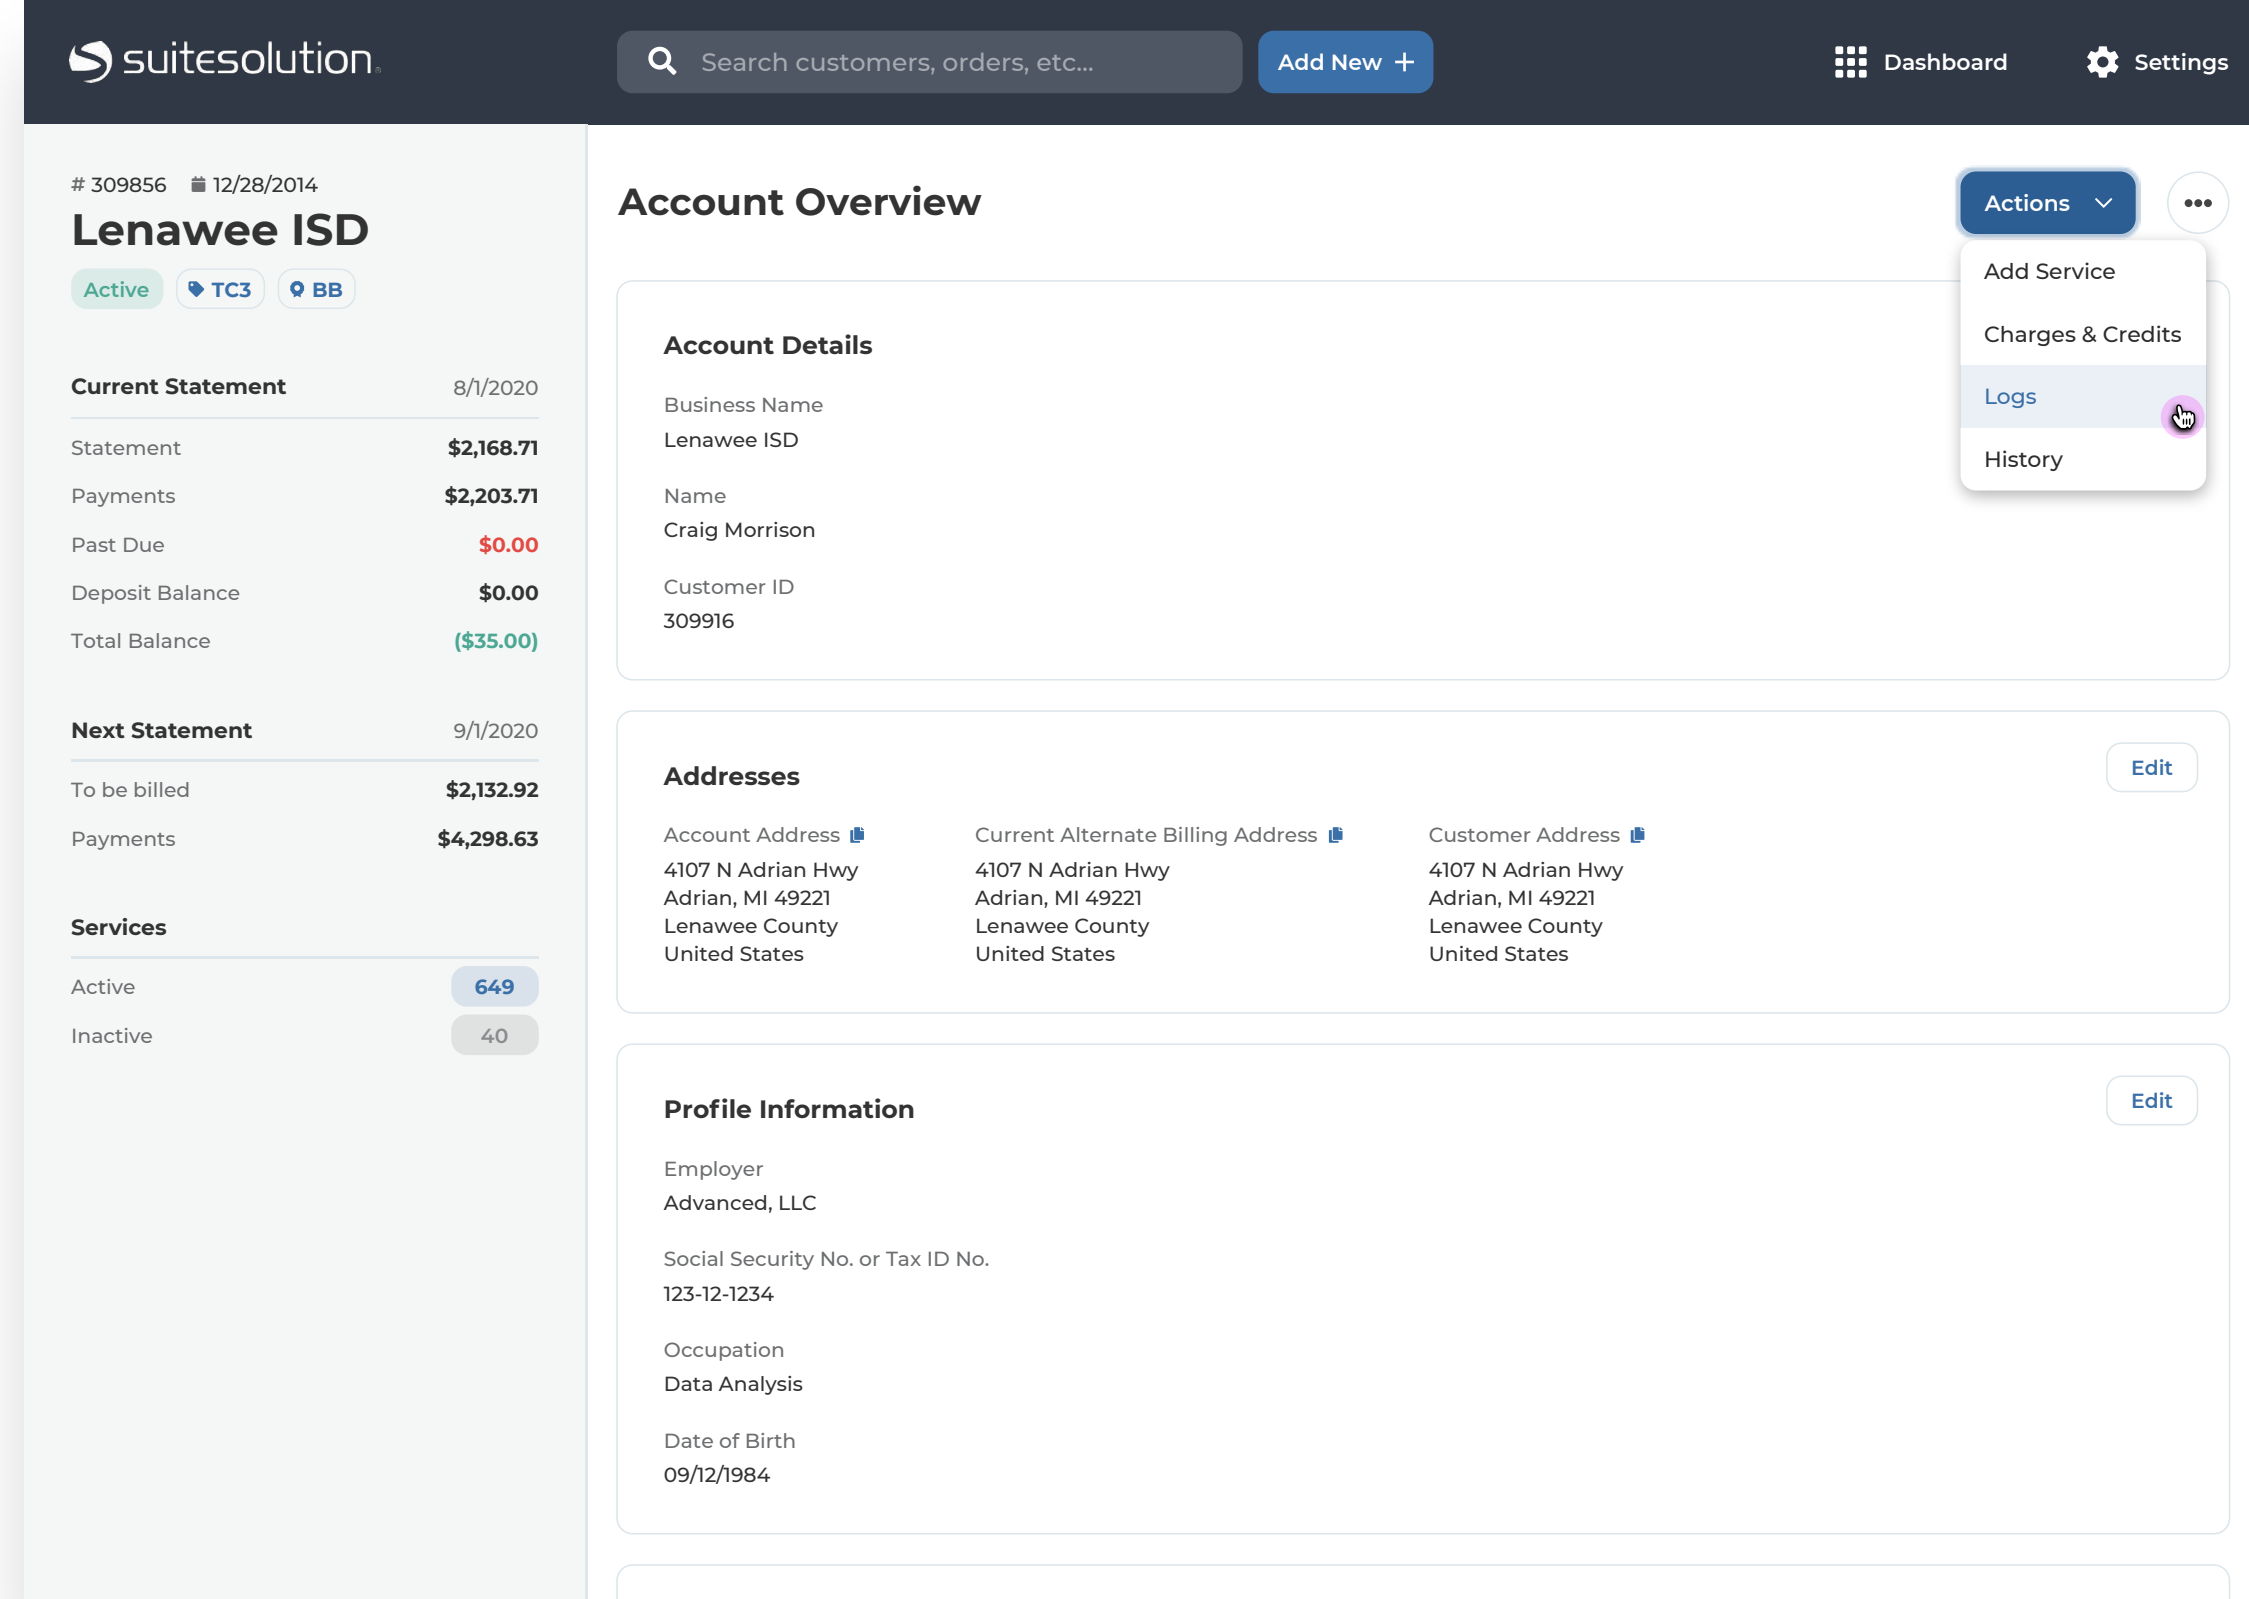 suitesolution
Search customers, orders, etc...
Add New
Dashboard
Settings
# 309856 12/28/2014
Lenawee ISD
Active TC3 BB
Current Statement 8/1/2020
Statement $2,168.71
Payments $2,203.71
Past Due $0.00
Deposit Balance $0.00
Total Balance ($35.00)
Next Statement 9/1/2020
To be billed $2,132.92
Payments $4,298.63
Services
Active 649
Inactive 40
Account Overview
Actions
Add Service
Charges & Credits
Logs
History
Account Details
Business Name
Lenawee ISD
Name
Craig Morrison
Customer ID
309916
Addresses
Edit
Account Address
4107 N Adrian Hwy
Adrian, MI 49221
Lenawee County
United States
Current Alternate Billing Address
4107 N Adrian Hwy
Adrian, MI 49221
Lenawee County
United States
Customer Address
4107 N Adrian Hwy
Adrian, MI 49221
Lenawee County
United States
Profile Information
Edit
Employer
Advanced, LLC
Social Security No. or Tax ID No.
123-12-1234
Occupation
Data Analysis
Date of Birth
09/12/1984